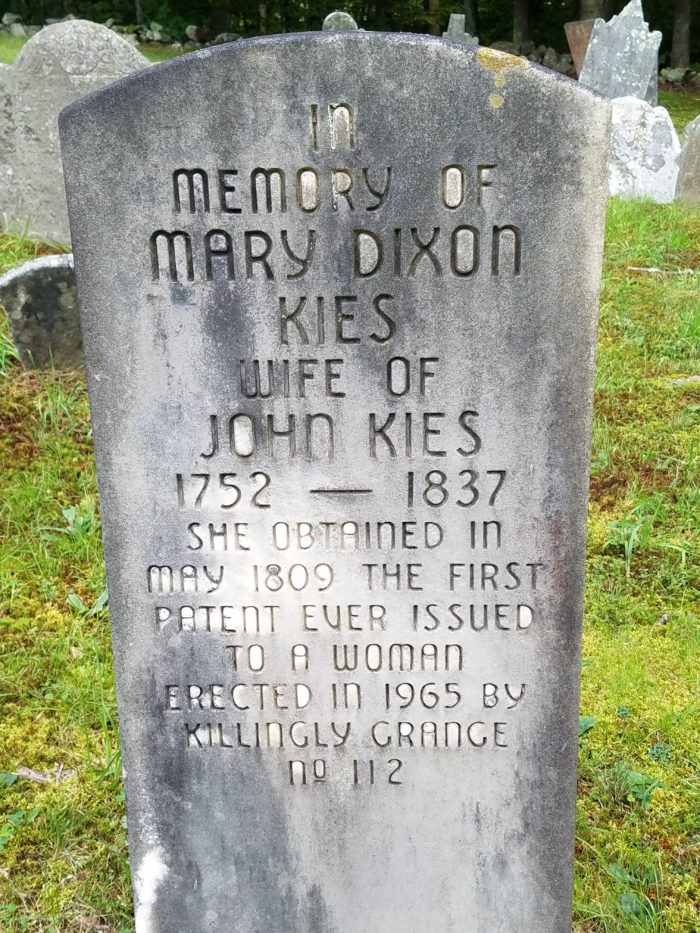 IN
MEMORY OF
MARY DIXON
KIES
WIFE OF
JOHN KIES
1752 — 1837
SHE OBTAINED IN
MAY 1809 THE FIRST
PATENT EVER ISSUED
TO A WOMAN
ERECTED IN 1965 BY
KILLINGLY GRANGE
Nº 112